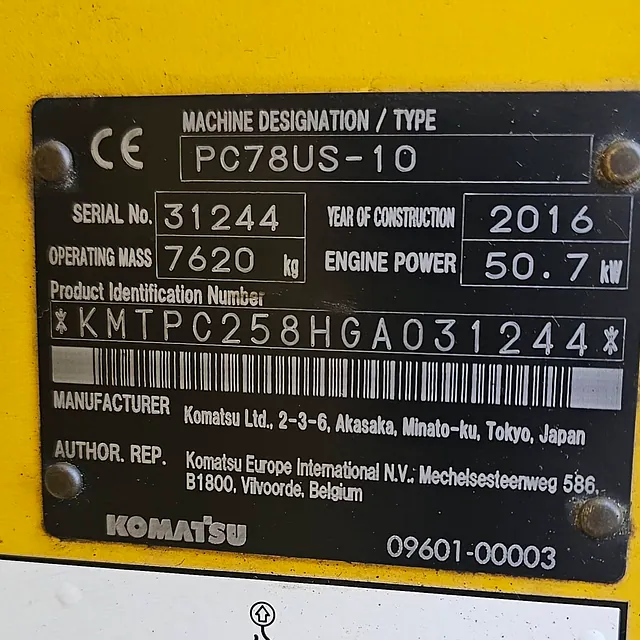 CE
MACHINE DESIGNATION / TYPE
PC78US-10
SERIAL No. 31244 YEAR OF CONSTRUCTION 2016
OPERATING MASS 7620 kg ENGINE POWER 50.7 kW
Product Identification Number
*KMTPC258HGA031244*
MANUFACTURER Komatsu Ltd., 2-3-6, Akasaka, Minato-ku, Tokyo, Japan
AUTHOR. REP. Komatsu Europe International N.V.; Mechelsesteenweg 586,
B1800, Vilvoorde, Belgium
KOMATSU
09601-00003